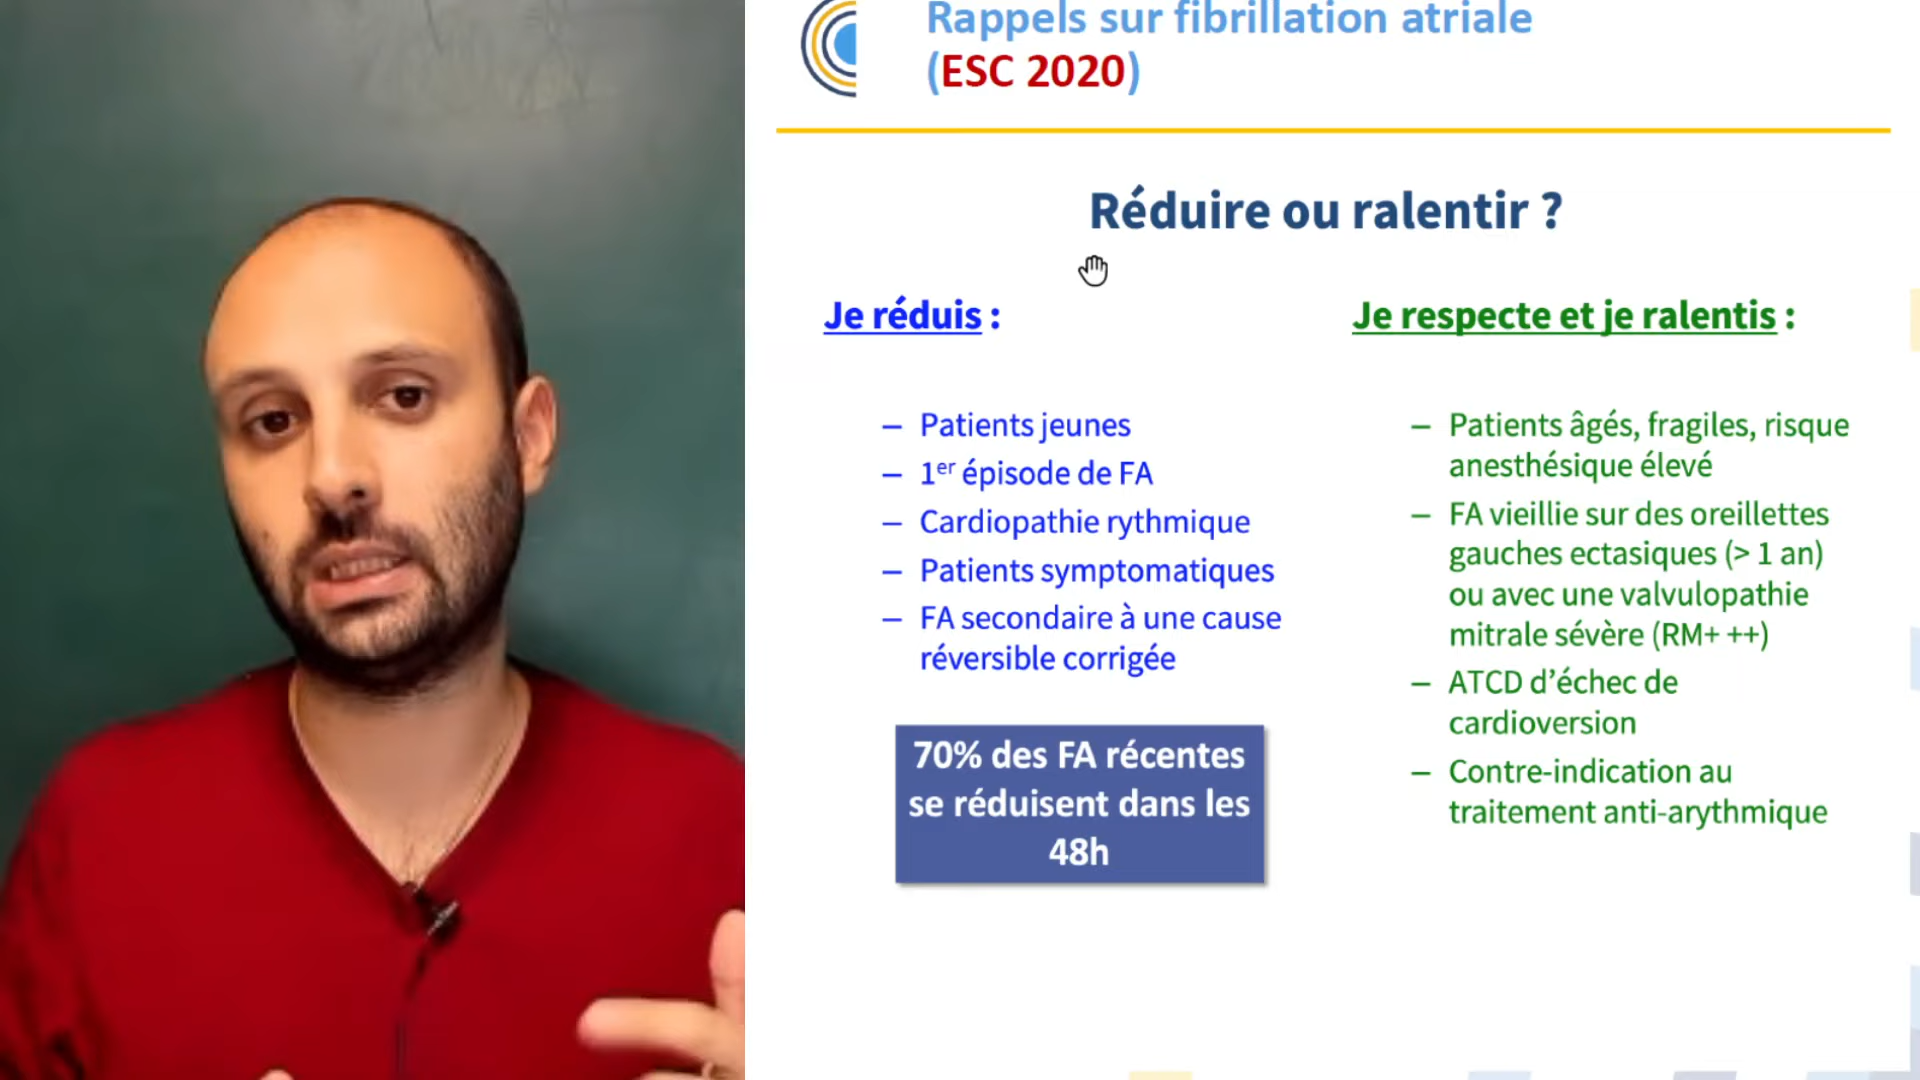 Rappels sur fibrillation atriale
(ESC 2020)
Réduire ou ralentir ?
Je réduis :
– Patients jeunes
– 1er épisode de FA
– Cardiopathie rythmique
– Patients symptomatiques
– FA secondaire à une cause
réversible corrigée
70% des FA récentes
se réduisent dans les
48h
Je respecte et je ralentis :
– Patients âgés, fragiles, risque
anesthésique élevé
– FA vieillie sur des oreillettes
gauches ectasiques (> 1 an)
ou avec une valvulopathie
mitrale sévère (RM+ ++)
– ATCD d’échec de
cardioversion
– Contre-indication au
traitement anti-arythmique